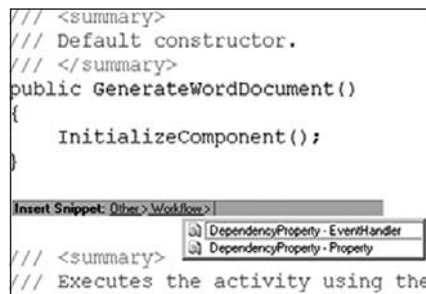 /// <summary>
/// Default constructor.
/// </summary>
public GenerateWordDocument()
{
InitializeComponent();
}
Insert Snippet: Other > Workflow >
DependencyProperty - EventHandler
DependencyProperty - Property
/// <summary>
/// Executes the activity using the